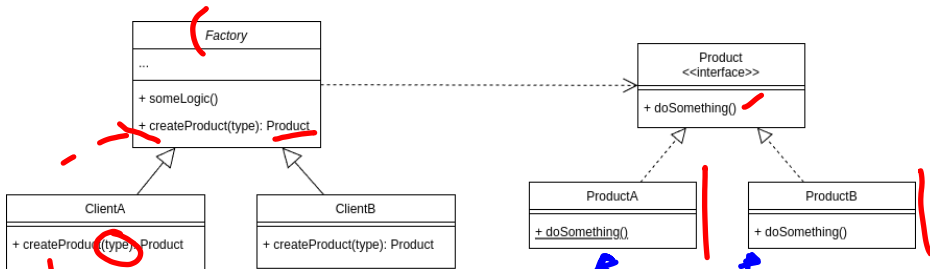 Factory
...
+ someLogic()
+ createProduct(type): Product
Product
<<interface>>
+ doSomething()
ClientA
+ createProduct(type): Product
ClientB
+ createProduct(type): Product
ProductA
+ doSomething()
ProductB
+ doSomething()